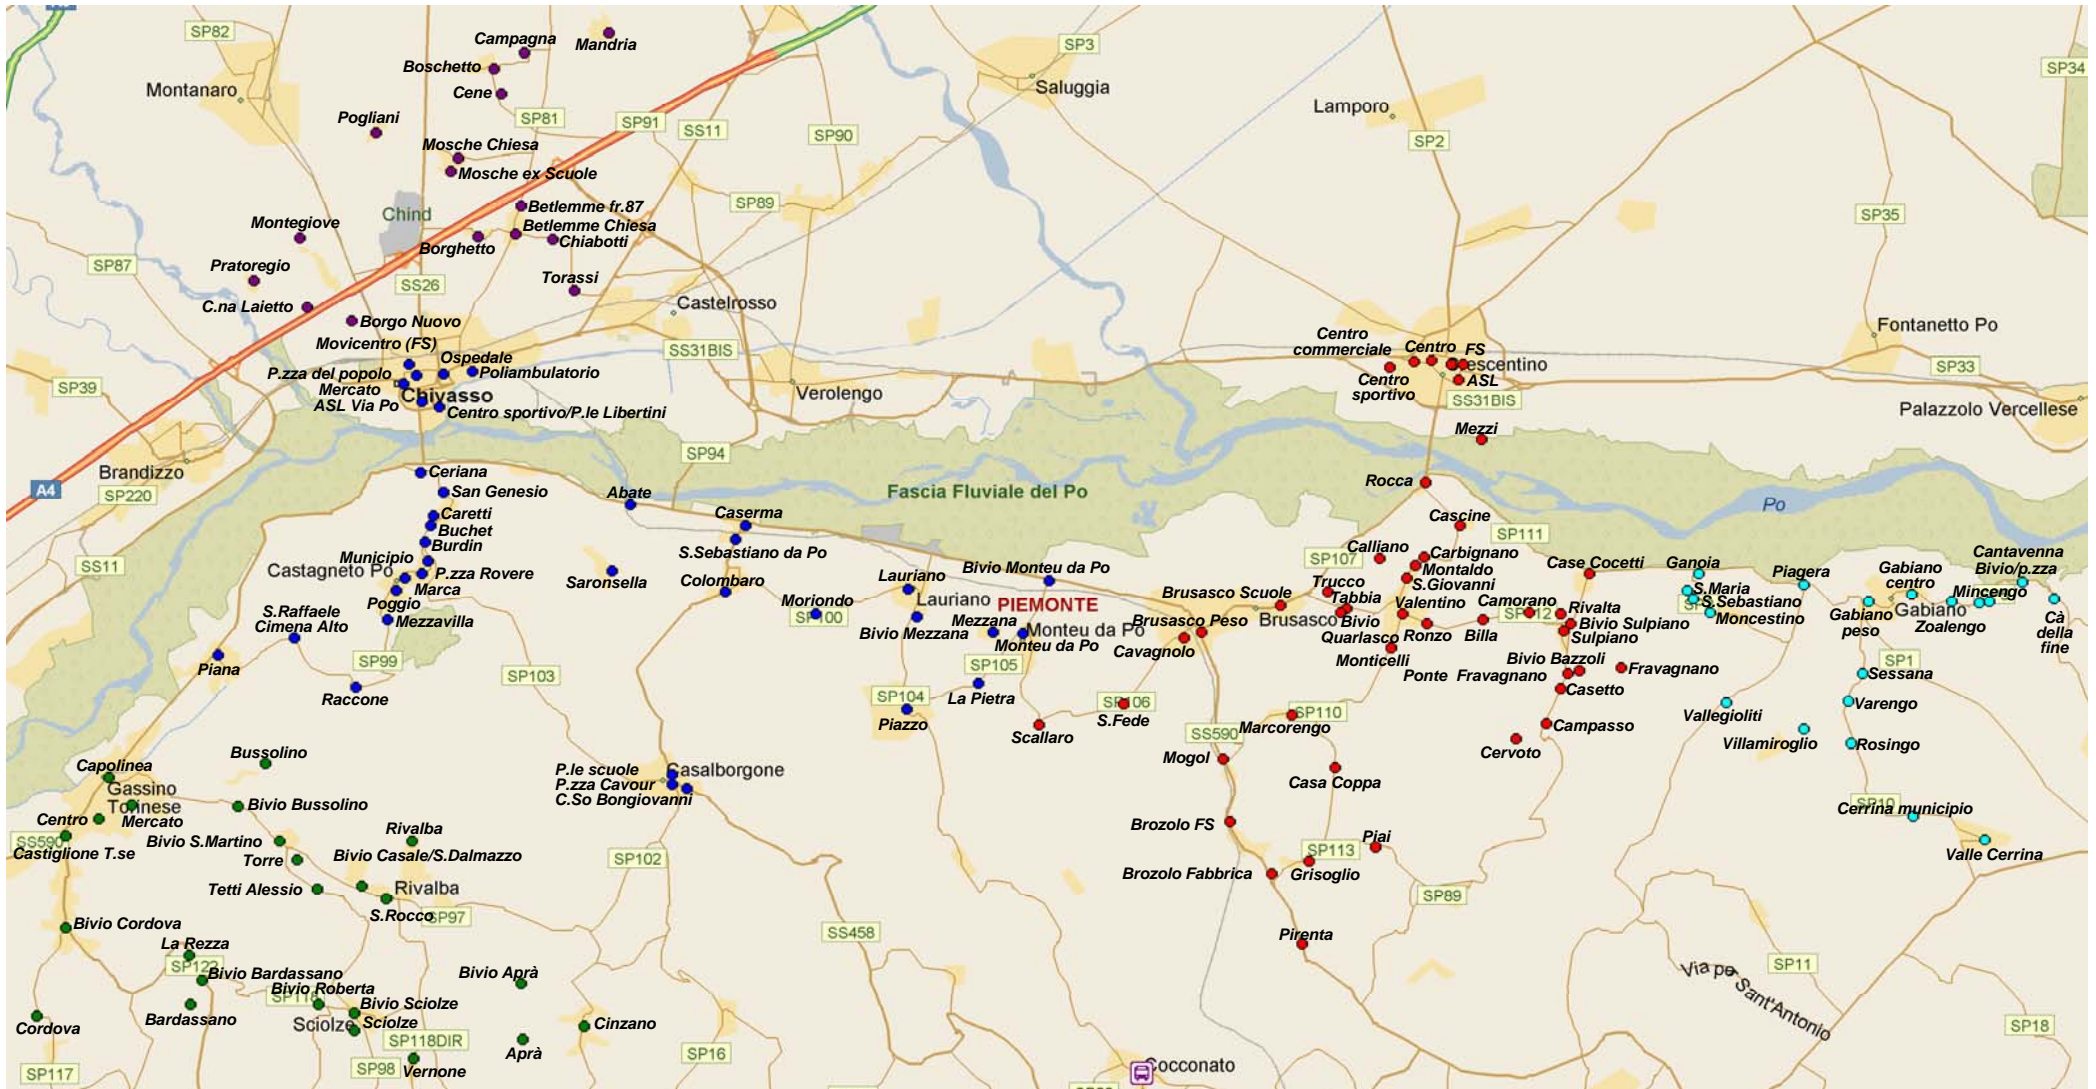 SP82
Montanaro
Campagna
Mandria
Boschetto
Cene
Pogliani
SP81
SP91
SS11
SP90
Mosche Chiesa
Mosche ex Scuole
SP3
Saluggia
Lamporo
SP2
SP34
Chind
Montegiove
Betlemme fr.87
Betlemme Chiesa
Borghetto
Chiabotti
SP89
SP35
SP87
Pratoregio
SS26
Torassi
C.na Laietto
Castelrosso
Borgo Nuovo
Movicentro (FS)
Ospedale
P.zza del popolo
Poliambulatorio
SS31BIS
Mercato
Chivasso
ASL Via Po
Centro sportivo/P.le Libertini
SP39
Verolengo
Centro
commerciale
Centro
FS
Centro
sportivo
ASL
SS31BIS
Fontanetto Po
SP33
Palazzolo Vercellese
Mezzi
Brandizzo
A4
SP220
SP94
Ceriana
San Genesio
Abate
Fascia Fluviale del Po
Rocca
Po
Caretti
Buchet
Burdin
Caserma
S.Sebastiano da Po
Cascine
SP111
SS11
Municipio
Castagneto Po
P.zza Rovere
Marca
Poggio
Mezzavilla
Saronsella
Colombaro
Moriondo
SP100
Lauriano
Lauriano
Bivio Mezzana
Bivio Monteu da Po
PIEMONTE
Mezzana
Monteu da Po
Monteu da Po
SP105
La Pietra
Brusasco Scuole
Brusasco Peso
Brusasco
Cavagnolo
SP107
Calliano
Carbignano
Montaldo
S.Giovanni
Trucco
Tabbia
Valentino
Bivio
Quarlasco
Ronzo
Monticelli
Ponte
Case Cocetti
Camorano
Billa
Rivalta
Bivio Sulpiano
Sulpiano
Bivio Bazzoli
Fravagnano
Fravagnano
Casetto
Campasso
Cervoto
Ganoia
S.Maria
S.Sebastiano
Moncestino
Piagera
Gabiano
centro
Gabiano
Gabiano
peso
Zoalengo
Mincengo
Cantavenna
Bivio/p.zza
Cà
della
fine
SP1
Sessana
Varengo
Rosingo
Vallegioliti
Villamiroglio
S.Raffaele
Cimena Alto
Piana
SP99
Raccone
SP103
SP104
Piazzo
Scallaro
S.Fede
SS590
Mogol
Marcorengo
SP110
Casa Coppa
Bussolino
Capolinea
Gassino
Torinese
Mercato
Centro
SS590
Castiglione T.se
Bivio Bussolino
Bivio S.Martino
Torre
Tetti Alessio
Rivalba
Bivio Casale/S.Dalmazzo
Rivalba
S.Rocco
SP97
P.le scuole
P.zza Cavour
C.So Bongiovanni
Casalborgone
SP102
Brozolo FS
Brozolo Fabbrica
Piai
SP113
Grisoglio
SP89
Pirenta
Cerrina municipio
Valle Cerrina
SP11
Via per
Sant'Antonio
SP18
Bivio Cordova
La Rezza
SP122
Bivio Bardassano
Bivio Roberta
SP118
Bivio Sciolze
Sciolze
Sciolze
Bardassano
Cordova
SP117
SP98
SP118DIR
Vernone
Bivio Aprà
Aprà
Cinzano
SP16
SS458
Cocconato